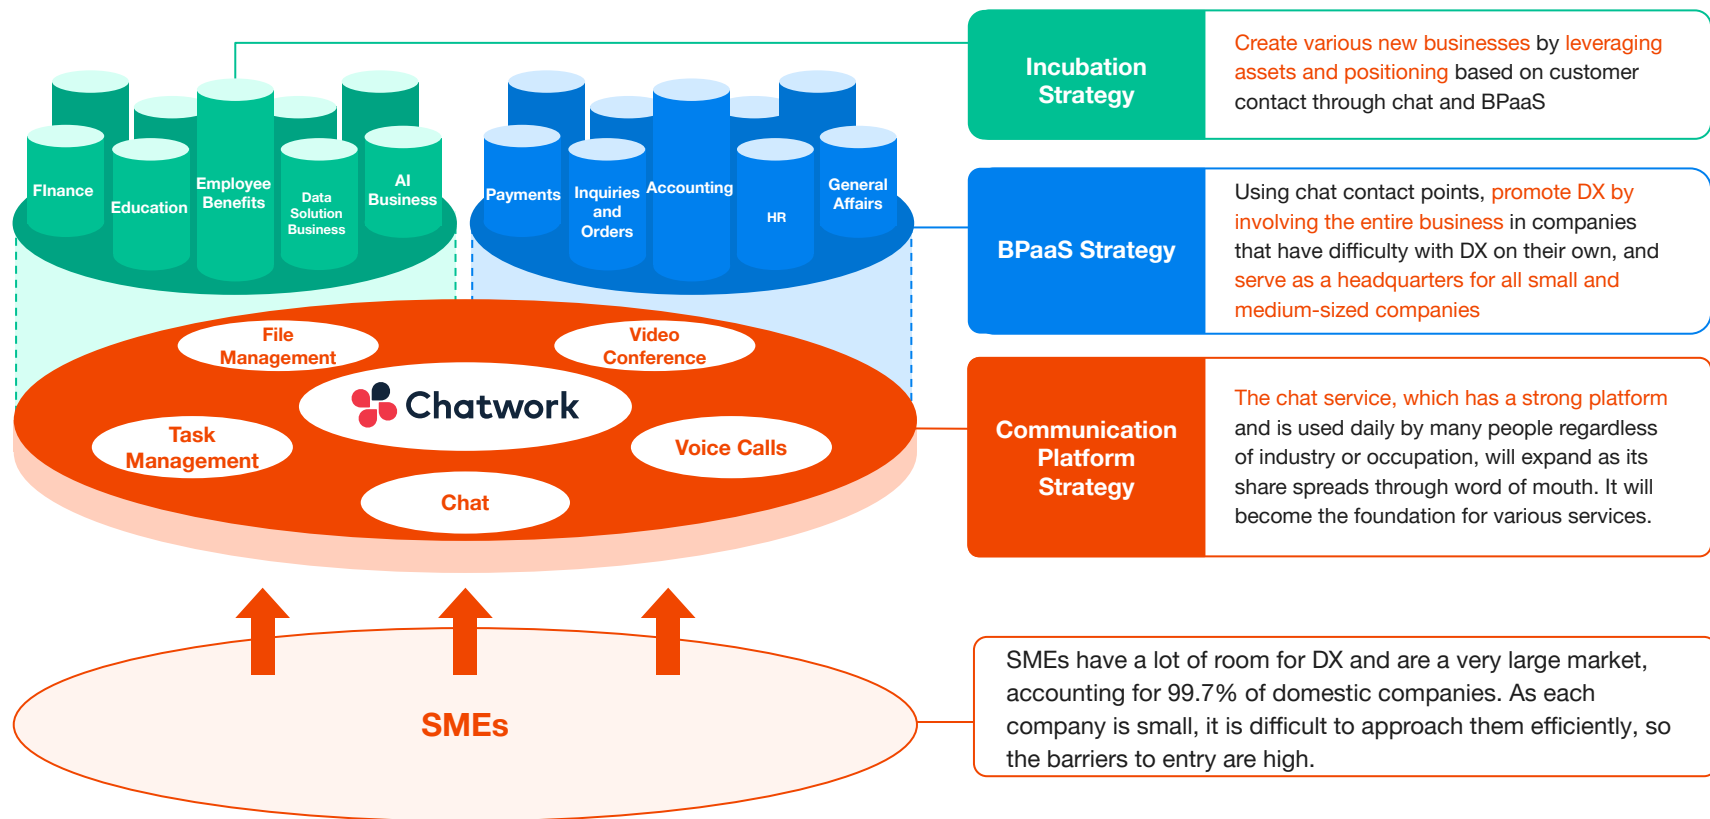 Incubation
Strategy
Create various new businesses by leveraging
assets and positioning based on customer
contact through chat and BPaaS
FInance
Education
Employee
Benefits
Data
Solution
Business
AI
Business
Payments
Inquiries
and
Orders
Accounting
HR
General
Affairs
BPaaS Strategy
Using chat contact points, promote DX by
involving the entire business in companies
that have difficulty with DX on their own, and
serve as a headquarters for all small and
medium-sized companies
File
Management
Video
Conference
Chatwork
Task
Management
Voice Calls
Chat
Communication
Platform
Strategy
The chat service, which has a strong platform
and is used daily by many people regardless
of industry or occupation, will expand as its
share spreads through word of mouth. It will
become the foundation for various services.
SMEs
SMEs have a lot of room for DX and are a very large market,
accounting for 99.7% of domestic companies. As each
company is small, it is difficult to approach them efficiently, so
the barriers to entry are high.